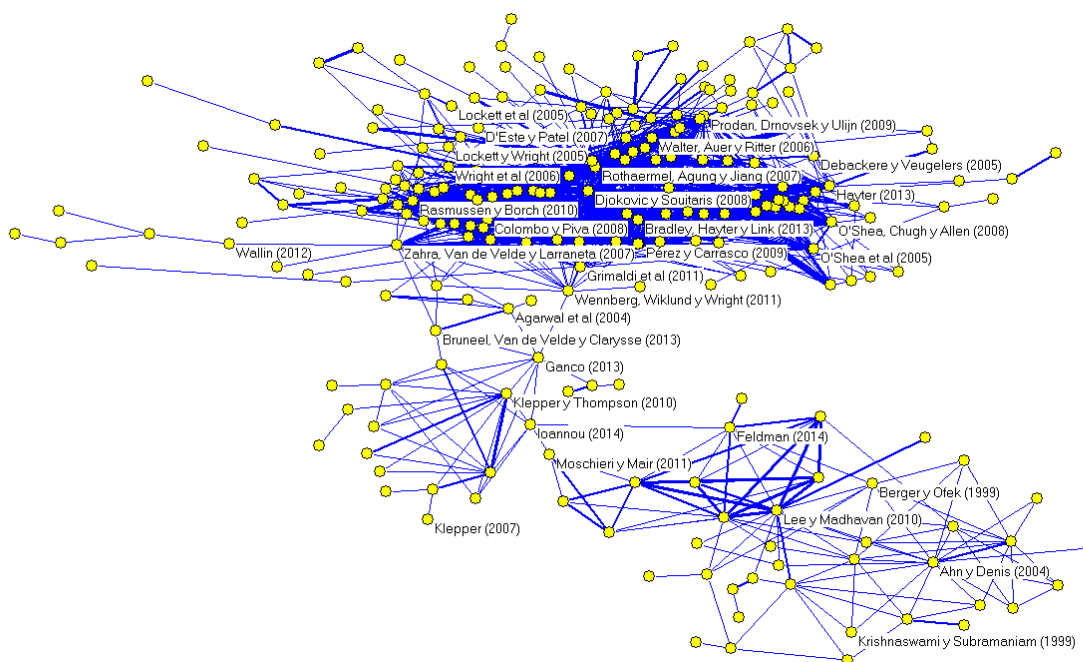 Lockett et al (2005)
Prodan, Drnovsek y Ulijn (2009)
D'Este y Patel (2007)
Walter, Auer y Ritter (2006)
Lockett y Wright (2005)
Debackere y Veugelers (2005)
Wright et al (2006)
Rothaermel, Agung y Jiang (2007)
Hayter (2013)
Djokovic y Souitaris (2008)
Rasmussen y Borch (2010)
Colombo y Piva (2008)
Bradley, Hayter y Link (2013)
O'Shea, Chugh y Allen (2008)
Wallin (2012)
Zahra, Van de Velde y Larraneta (2007)
Pérez y Carrasco (2009)
O'Shea et al (2005)
Grimaldi et al (2011)
Wennberg, Wiklund y Wright (2011)
Agarwal et al (2004)
Bruneel, Van de Velde y Clarysse (2013)
Ganco (2013)
Klepper y Thompson (2010)
Ioannou (2014)
Feldman (2014)
Moschieri y Mair (2011)
Berger y Ofek (1999)
Klepper (2007)
Lee y Madhavan (2010)
Ahn y Denis (2004)
Krishnaswami y Subramaniam (1999)